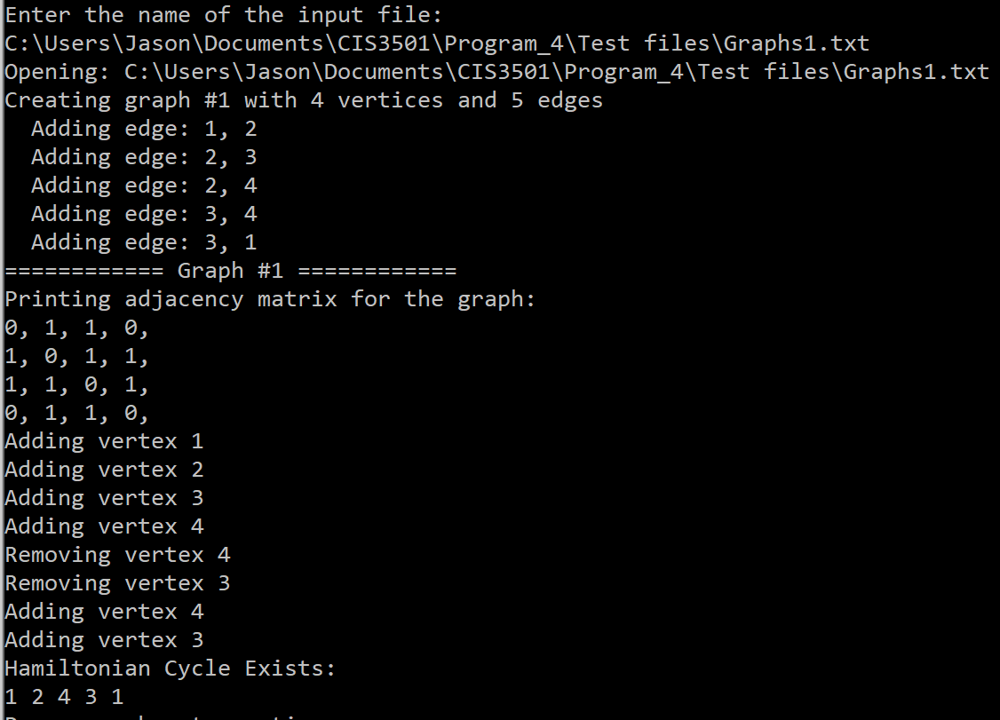 Enter the name of the input file:
C:\Users\Jason\Documents\CIS3501\Program_4\Test files\Graphs1.txt
Opening: C:\Users\Jason\Documents\CIS3501\Program_4\Test files\Graphs1.txt
Creating graph #1 with 4 vertices and 5 edges
  Adding edge: 1, 2
  Adding edge: 2, 3
  Adding edge: 2, 4
  Adding edge: 3, 4
  Adding edge: 3, 1
============ Graph #1 ============
Printing adjacency matrix for the graph:
0, 1, 1, 0,
1, 0, 1, 1,
1, 1, 0, 1,
0, 1, 1, 0,
Adding vertex 1
Adding vertex 2
Adding vertex 3
Adding vertex 4
Removing vertex 4
Removing vertex 3
Adding vertex 4
Adding vertex 3
Hamiltonian Cycle Exists:
1 2 4 3 1